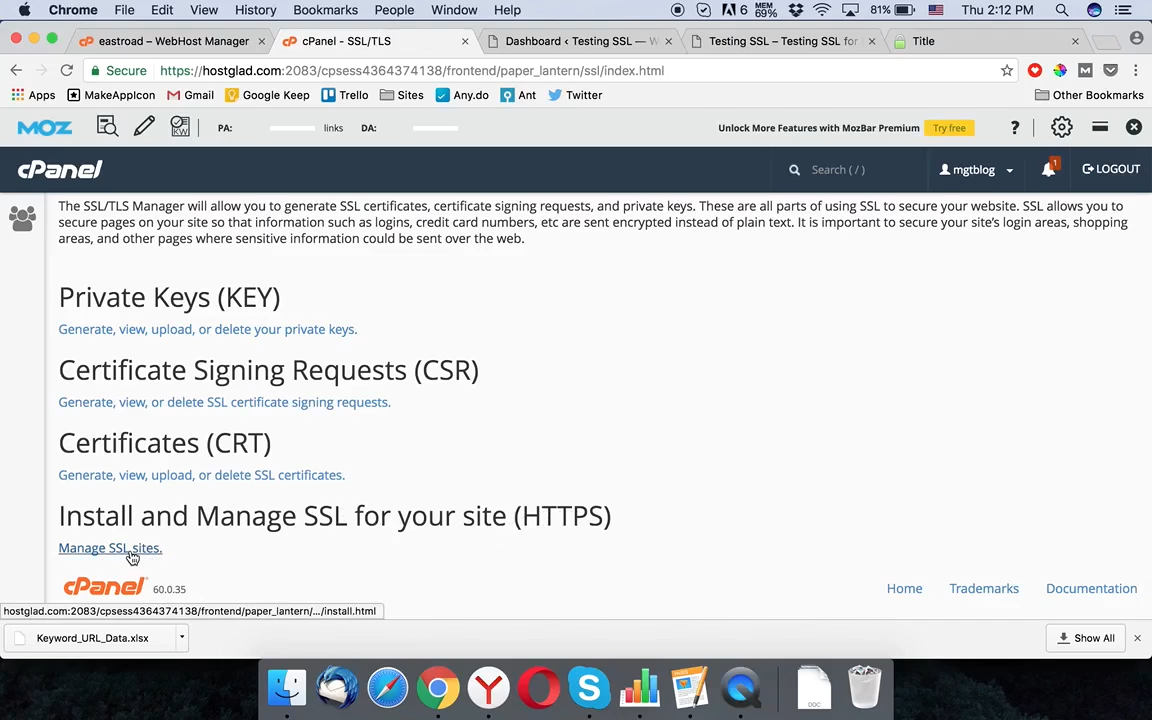 Chrome File Edit View History Bookmarks People Window Help 6 MEM 69% 81% Thu 2:12 PM
eastroad – WebHost Manager cPanel - SSL/TLS Dashboard ‹ Testing SSL — W Testing SSL – Testing SSL for Title
Secure https://hostglad.com:2083/cpsess4364374138/frontend/paper_lantern/ssl/index.html
Apps MakeAppIcon Gmail Google Keep Trello Sites Any.do Ant Twitter Other Bookmarks
MOZ PA: links DA: Unlock More Features with MozBar Premium Try free ?
cPanel Search ( / ) mgtblog 1 LOGOUT
The SSL/TLS Manager will allow you to generate SSL certificates, certificate signing requests, and private keys. These are all parts of using SSL to secure your website. SSL allows you to
secure pages on your site so that information such as logins, credit card numbers, etc are sent encrypted instead of plain text. It is important to secure your site's login areas, shopping
areas, and other pages where sensitive information could be sent over the web.
Private Keys (KEY)
Generate, view, upload, or delete your private keys.
Certificate Signing Requests (CSR)
Generate, view, or delete SSL certificate signing requests.
Certificates (CRT)
Generate, view, upload, or delete SSL certificates.
Install and Manage SSL for your site (HTTPS)
Manage SSL sites.
cPanel 60.0.35 Home Trademarks Documentation
hostglad.com:2083/cpsess4364374138/frontend/paper_lantern/.../install.html
Keyword_URL_Data.xlsx Show All
DOC